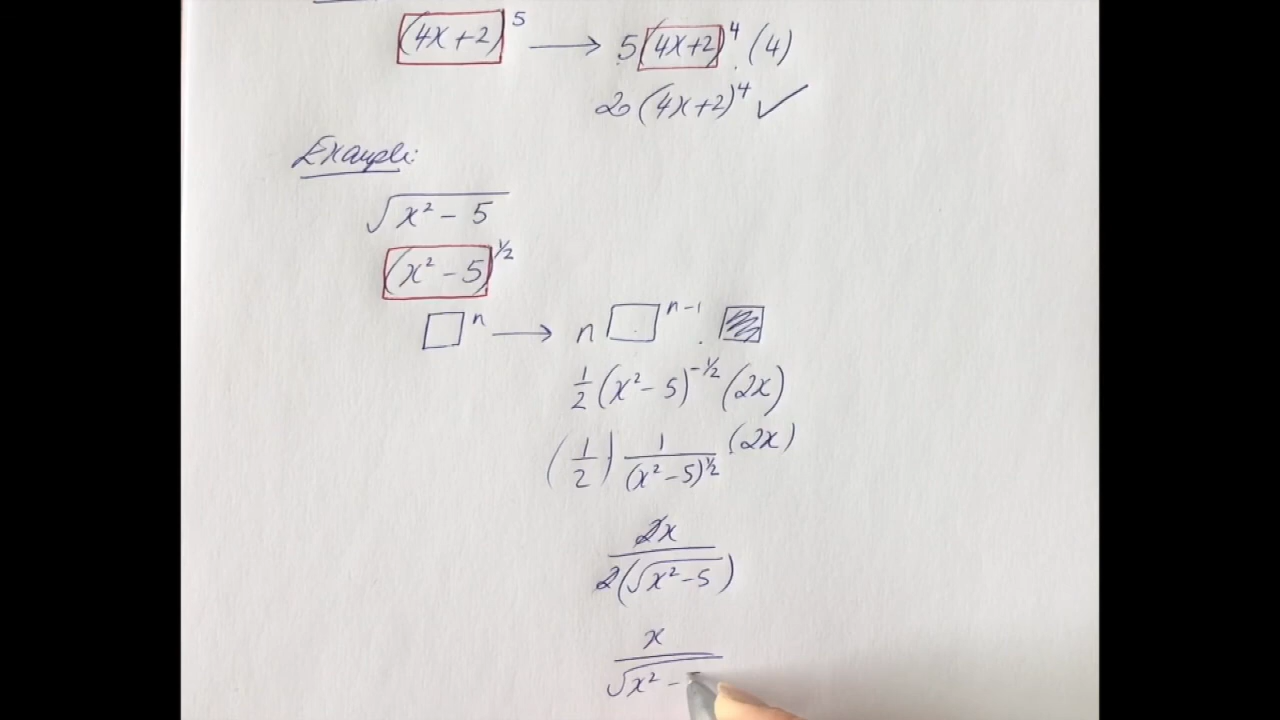 (4x+2)⁵ → 5(4x+2)⁴ · (4)
20(4x+2)⁴ ✓
Example:
√(x² − 5)
(x² − 5)^½
□ⁿ → n □ⁿ⁻¹ · ▨
½(x² − 5)^−½ (2x)
(1/2) 1/(x² − 5)^½ · (2x)
2x/2(√(x² − 5))
x/√(x² −